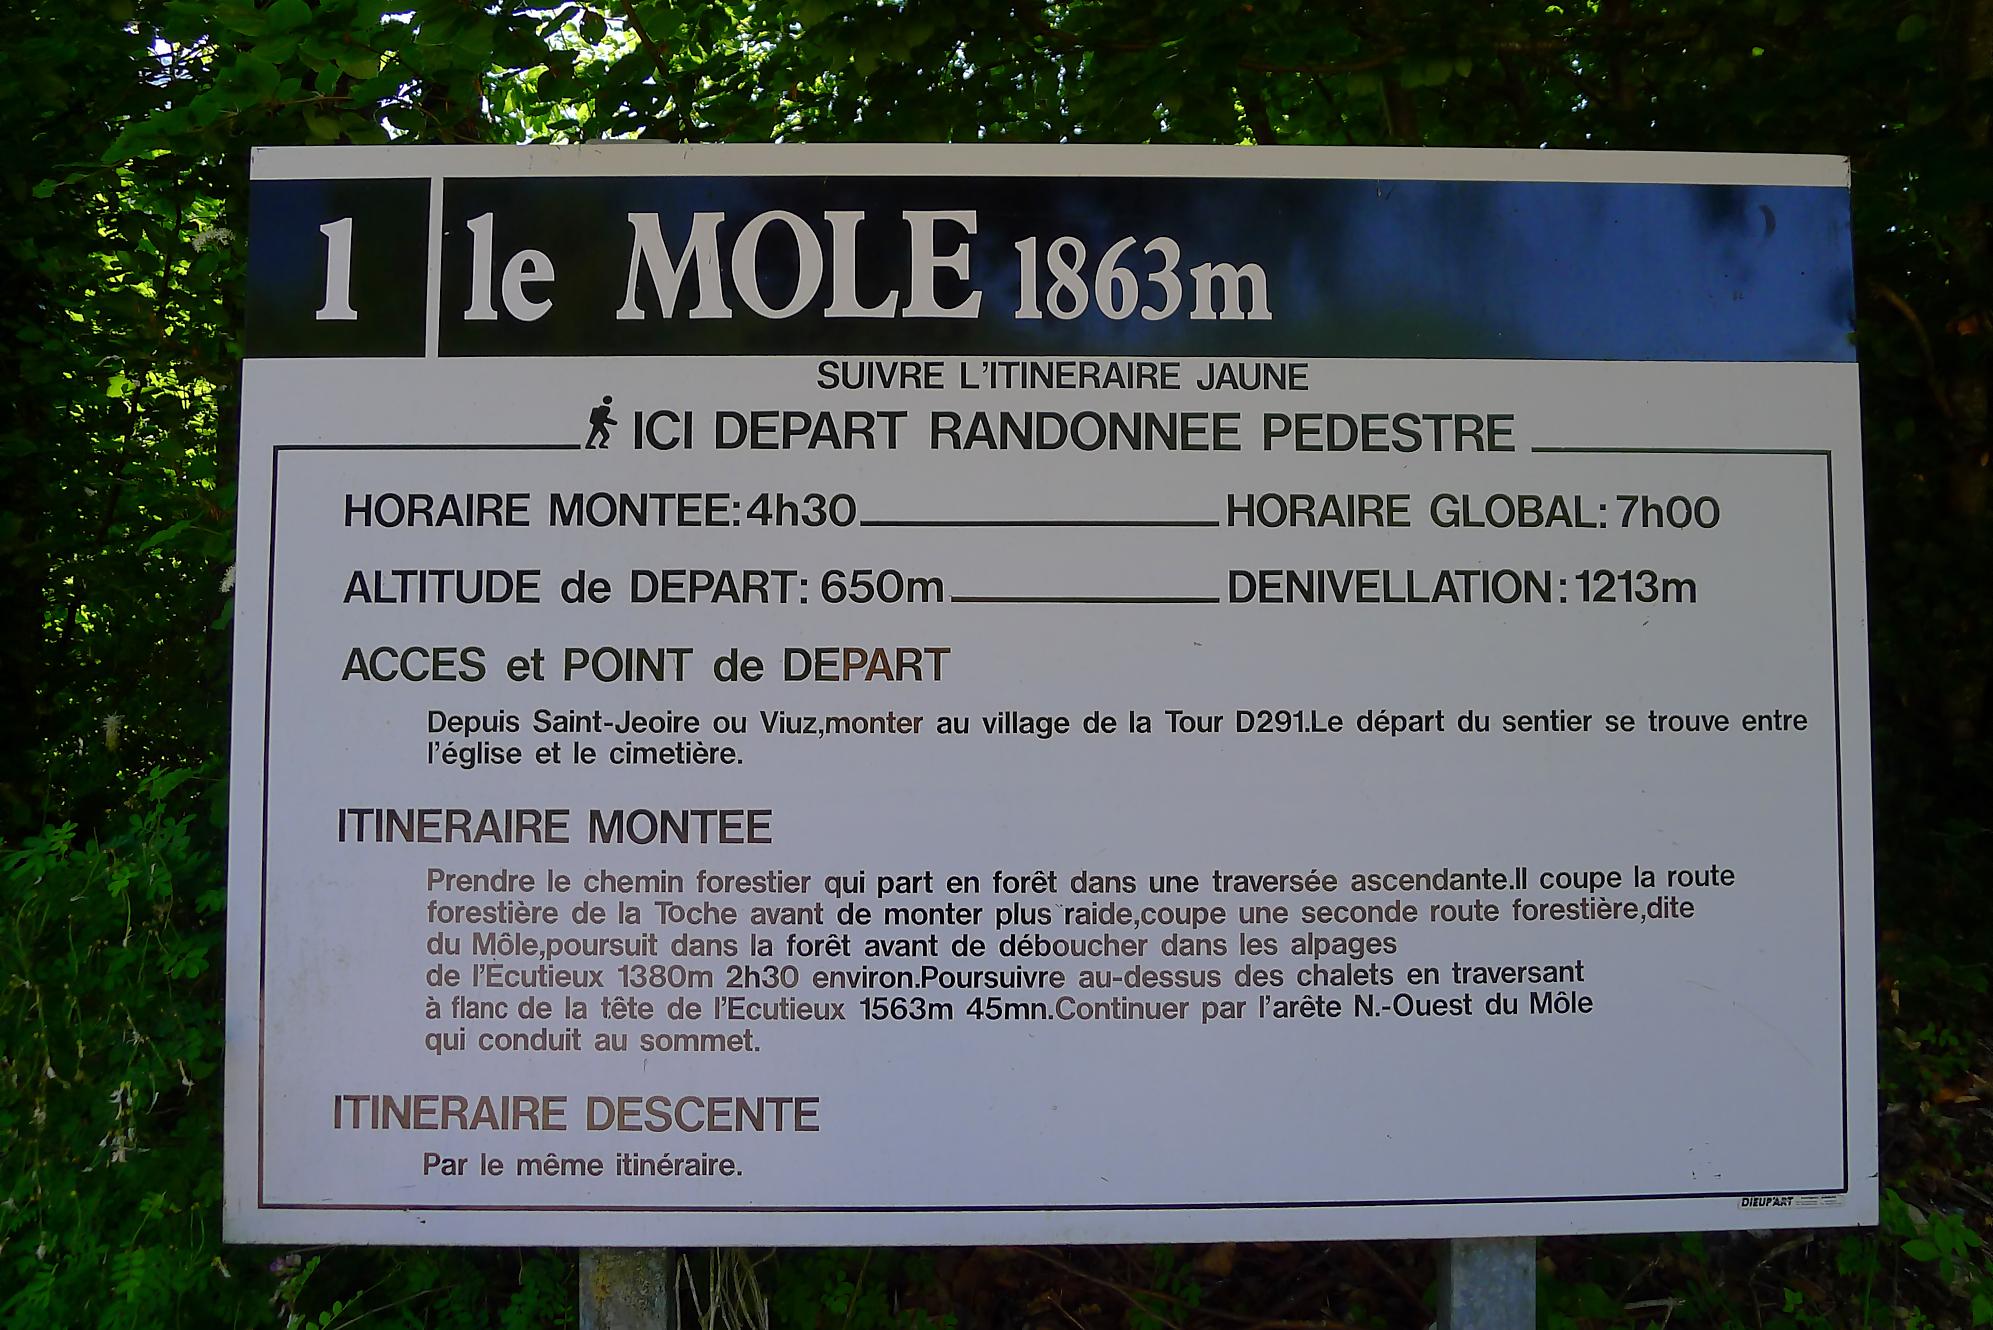 1 le MOLE 1863m
SUIVRE L'ITINERAIRE JAUNE
ICI DEPART RANDONNEE PEDESTRE
HORAIRE MONTEE: 4h30 HORAIRE GLOBAL: 7h00
ALTITUDE de DEPART: 650m DENIVELLATION: 1213m
ACCES et POINT de DEPART
Depuis Saint-Jeoire ou Viuz,monter au village de la Tour D291.Le départ du sentier se trouve entre
l'église et le cimetière.
ITINERAIRE MONTEE
Prendre le chemin forestier qui part en forêt dans une traversée ascendante.Il coupe la route
forestière de la Toche avant de monter plus raide,coupe une seconde route forestière,dite
du Môle,poursuit dans la forêt avant de déboucher dans les alpages
de l'Ecutieux 1380m 2h30 environ.Poursuivre au-dessus des chalets en traversant
à flanc de la tête de l'Ecutieux 1563m 45mn.Continuer par l'arête N.-Ouest du Môle
qui conduit au sommet.
ITINERAIRE DESCENTE
Par le même itinéraire.
DIEUP'ART